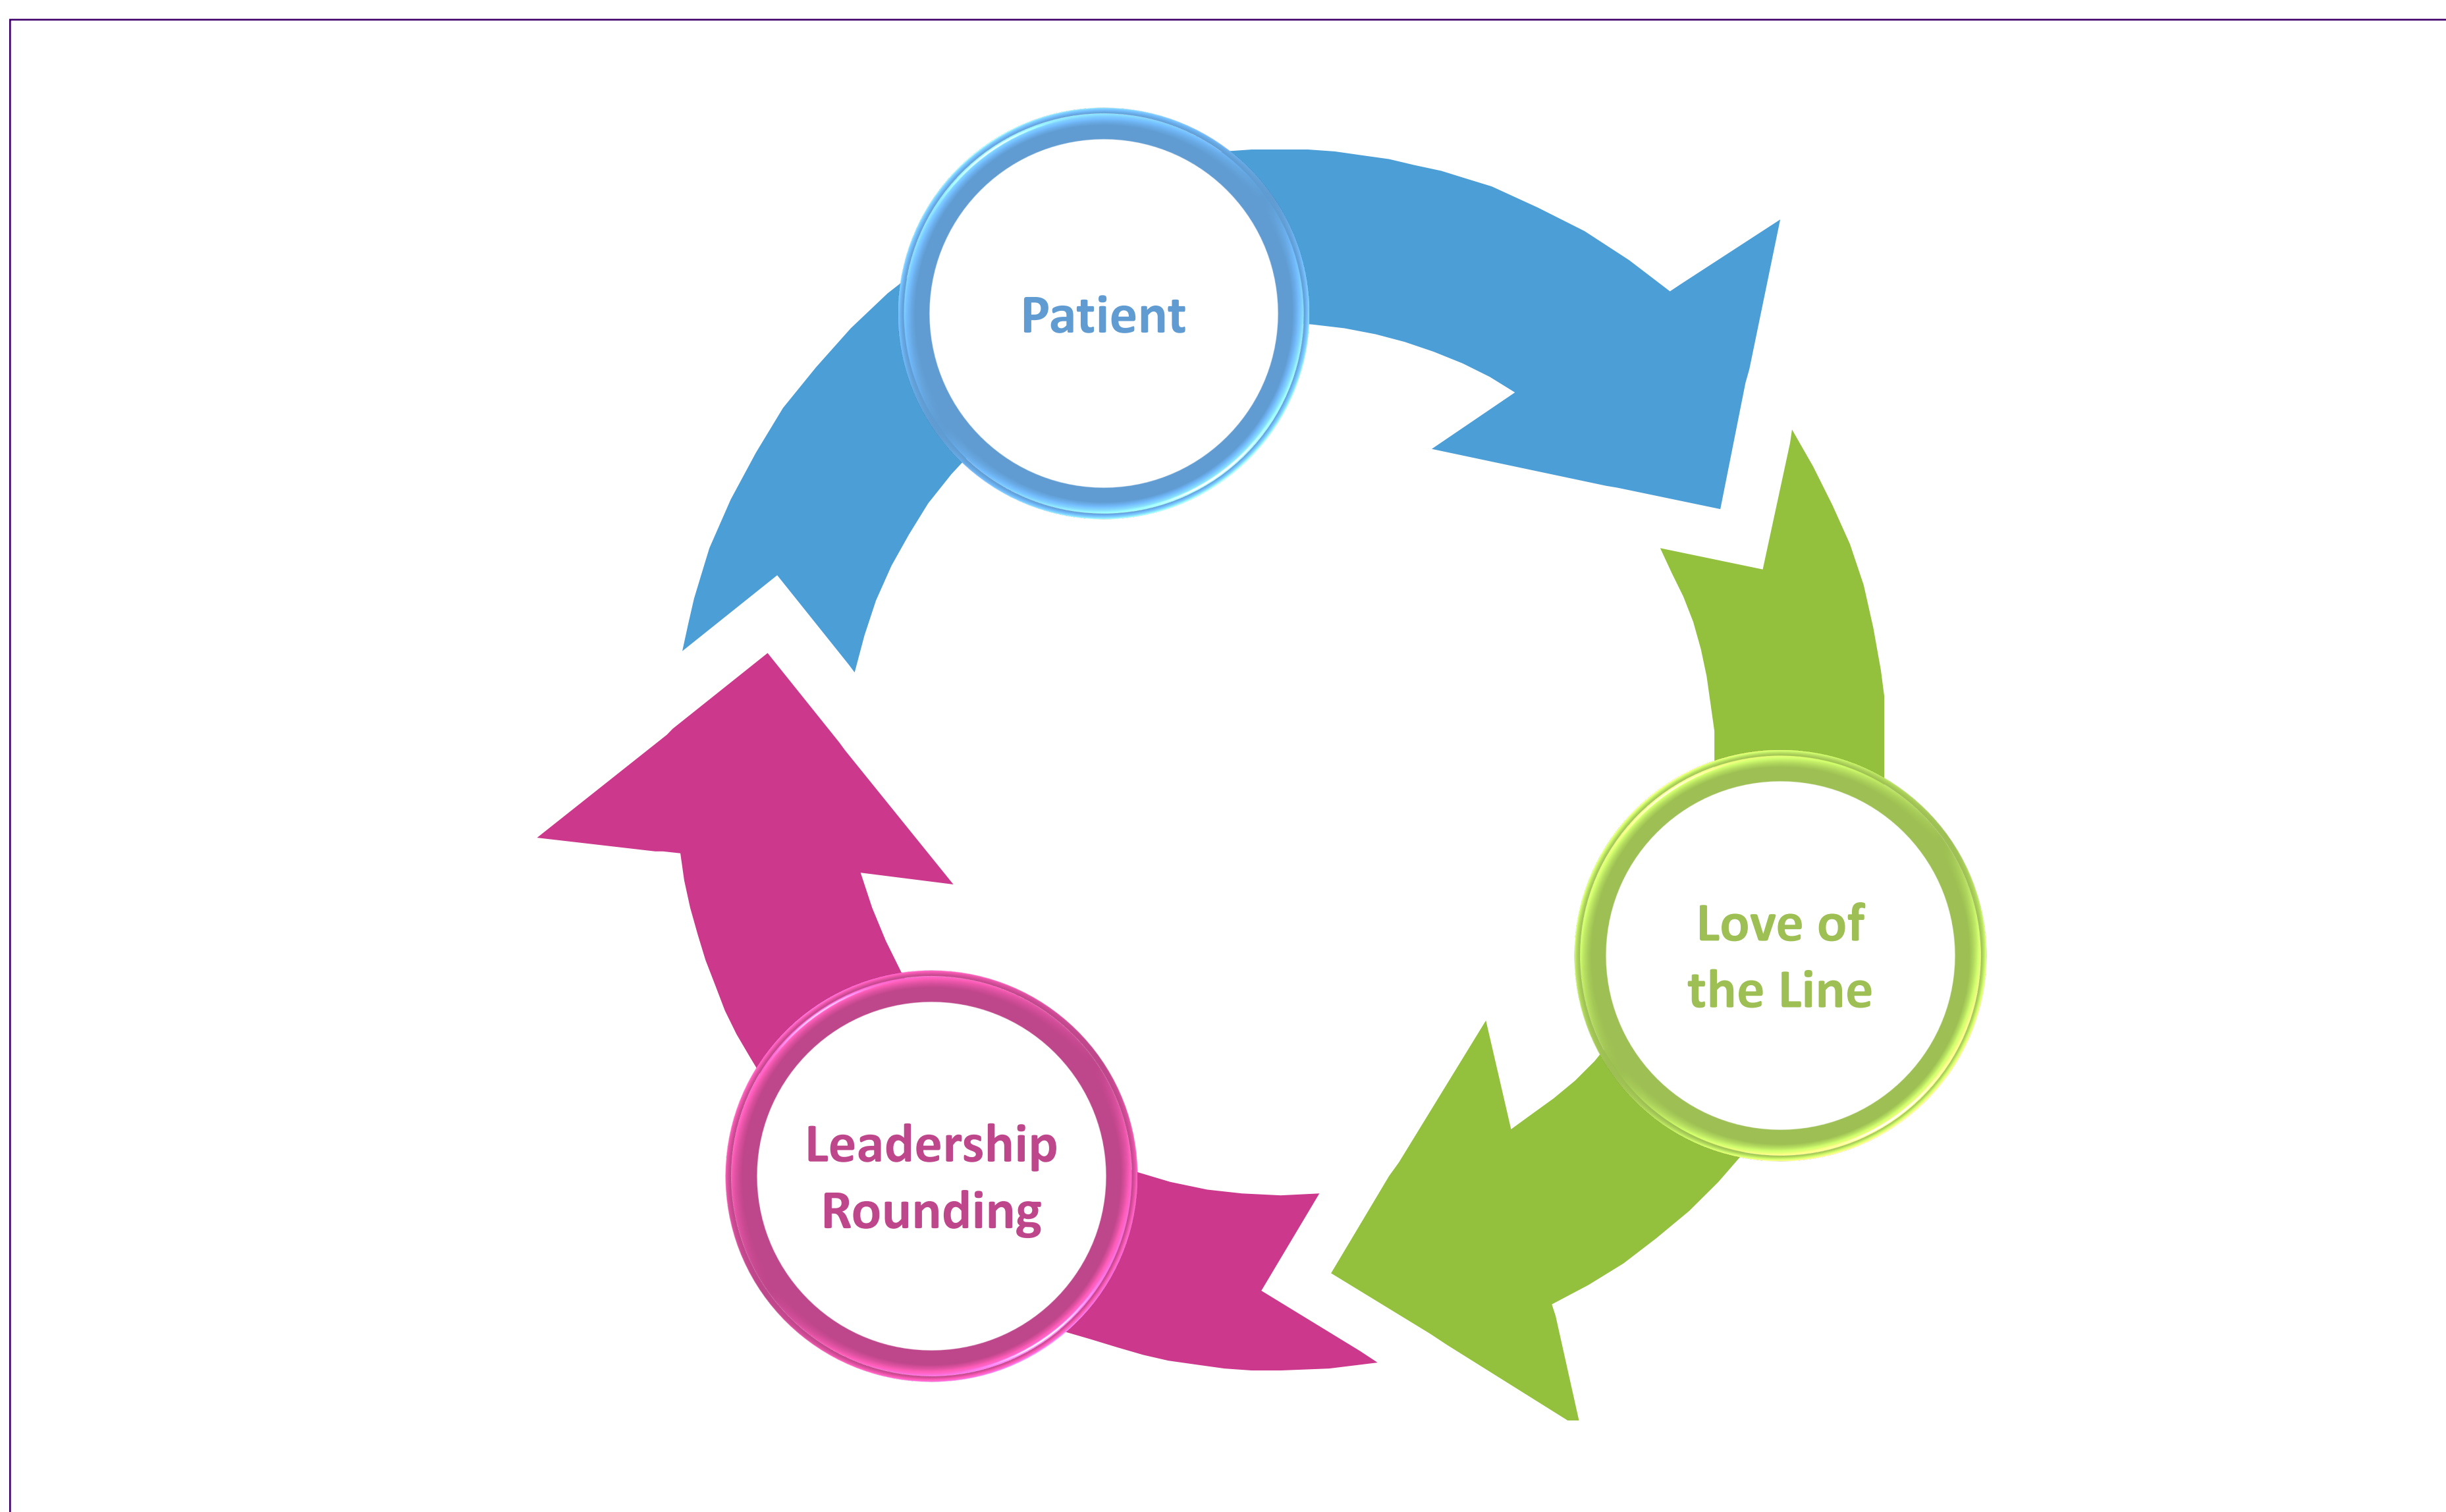 Patient
Love of
the Line
Leadership
Rounding